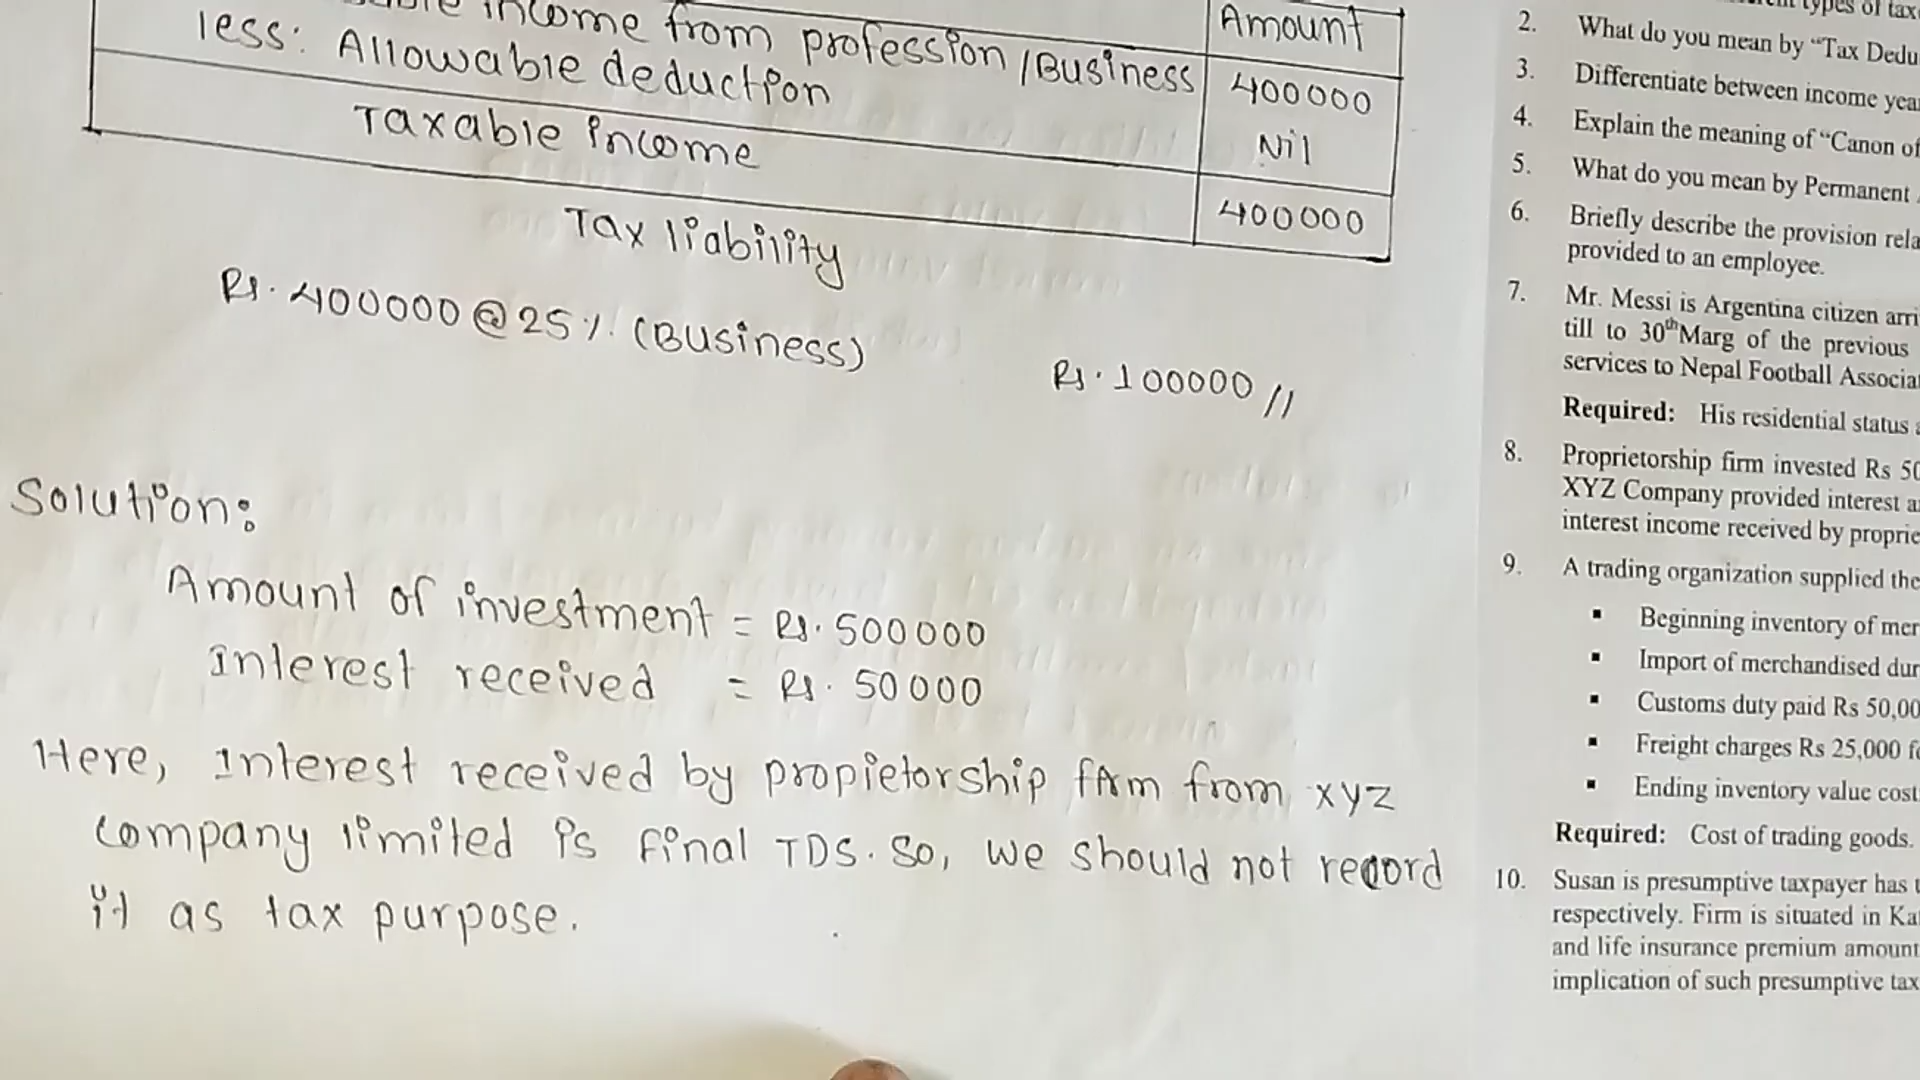 income from profession /Business
Amount
400000
less: Allowable deduction
Nil
Taxable income
400000
Tax liability
Rs. 400000 @ 25 %. (Business)
Rs. 100000 //
Solution:
Amount of investment = Rs. 500000
Interest received = Rs. 50000
Here, Interest received by propietorship firm from XYZ
company limited is final TDS. So, we should not record
it as tax purpose.
types of tax
2. What do you mean by "Tax Dedu
3. Differentiate between income yea
4. Explain the meaning of "Canon of
5. What do you mean by Permanent
6. Briefly describe the provision rela
provided to an employee.
7. Mr. Messi is Argentina citizen arri
till to 30th Marg of the previous
services to Nepal Football Associa
Required: His residential status
8. Proprietorship firm invested Rs 50
XYZ Company provided interest a
interest income received by proprie
9. A trading organization supplied the
▪ Beginning inventory of mer
▪ Import of merchandised dur
▪ Customs duty paid Rs 50,00
▪ Freight charges Rs 25,000 fo
▪ Ending inventory value cost
Required: Cost of trading goods.
10. Susan is presumptive taxpayer has t
respectively. Firm is situated in Ka
and life insurance premium amount
implication of such presumptive tax